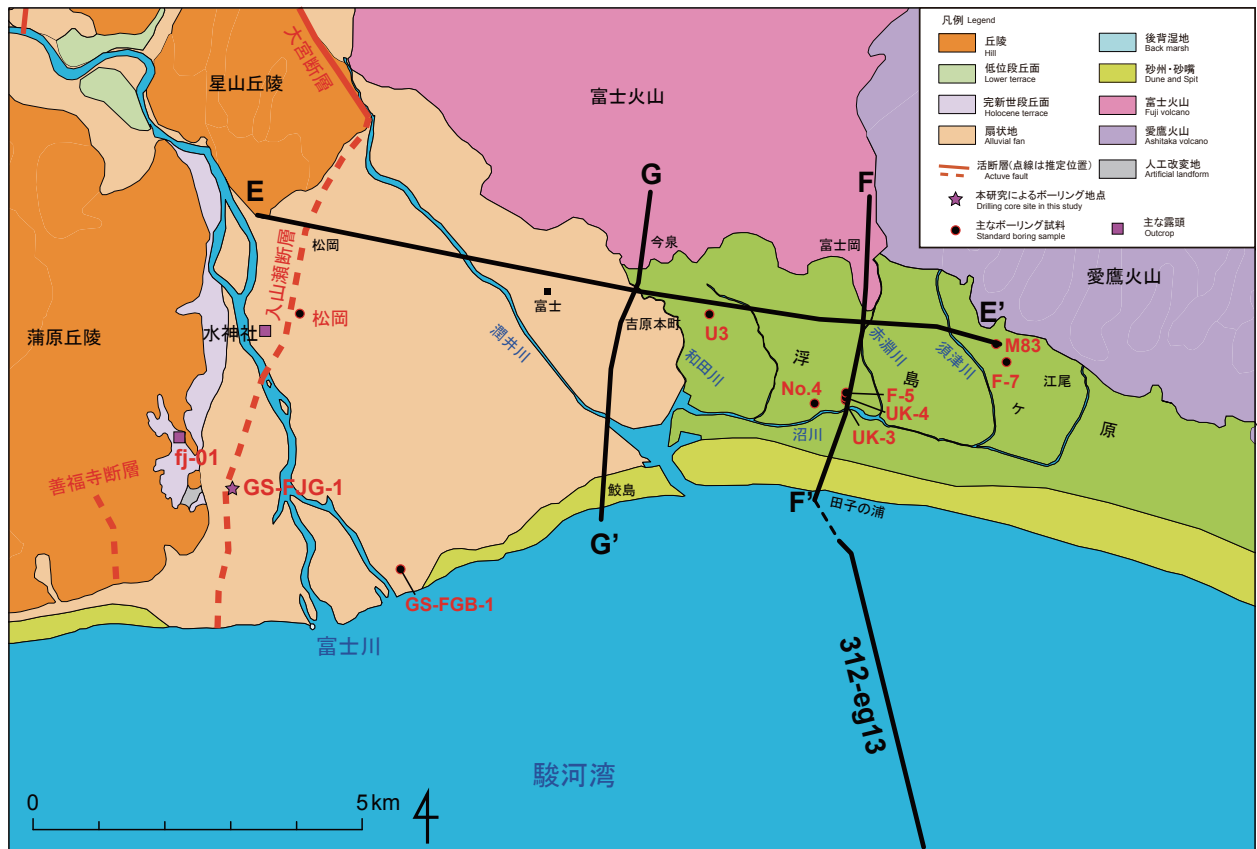 凡例 Legend
丘陵
Hill
低位段丘面
Lower terrace
完新世段丘面
Holocene terrace
扇状地
Alluvial fan
後背湿地
Back marsh
砂州・砂嘴
Dune and Spit
富士火山
Fuji volcano
愛鷹火山
Ashitaka volcano
活断層(点線は推定位置)
Actuve fault
人工改変地
Artificial landform
本研究によるボーリング地点
Drilling core site in this study
主なボーリング試料
Standard boring sample
主な露頭
Outcrop
大宮断層
星山丘陵
富士火山
愛鷹火山
E
G
F
松岡
今泉
富士岡
入山瀬断層
富士
吉原本町
E’
蒲原丘陵
水神社
松岡
潤井川
U3
和田川
浮島ヶ原
赤淵川
須津川
M83
F-7
江尾
No.4
F-5
UK-4
UK-3
沼川
fj-01
善福寺断層
GS-FJG-1
鮫島
F’
田子の浦
G’
GS-FGB-1
富士川
312-eg13
駿河湾
0
5 km